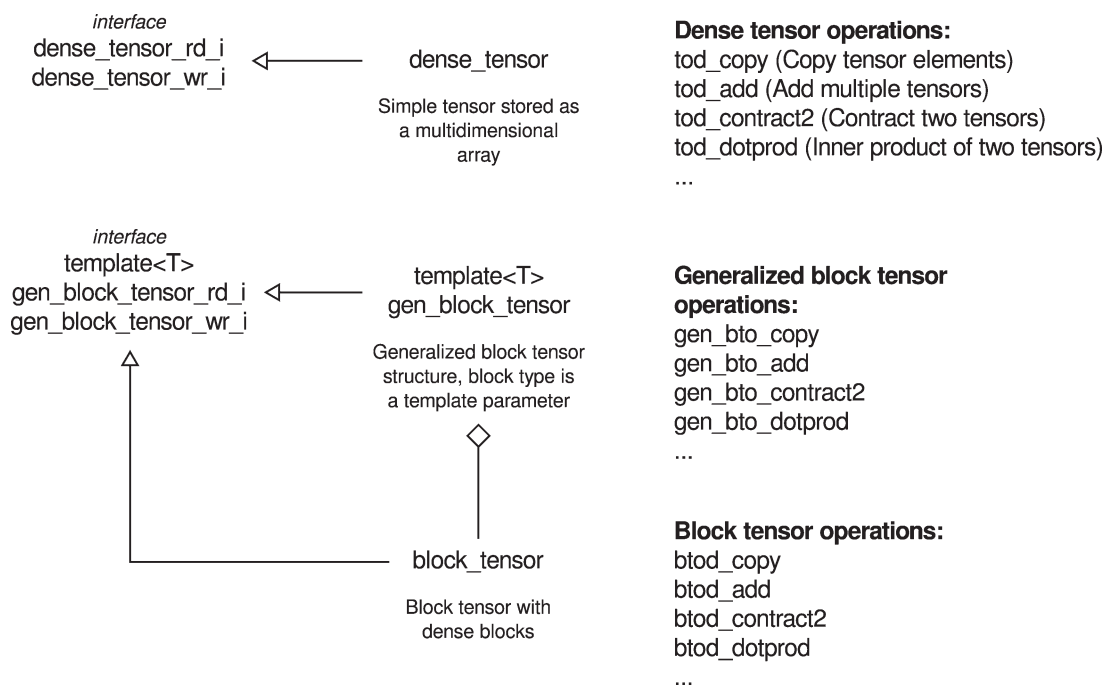 interface
dense_tensor_rd_i
dense_tensor_wr_i
dense_tensor
Simple tensor stored as
a multidimensional
array
Dense tensor operations:
tod_copy (Copy tensor elements)
tod_add (Add multiple tensors)
tod_contract2 (Contract two tensors)
tod_dotprod (Inner product of two tensors)
...
interface
template<T>
gen_block_tensor_rd_i
gen_block_tensor_wr_i
template<T>
gen_block_tensor
Generalized block tensor
structure, block type is
a template parameter
Generalized block tensor
operations:
gen_bto_copy
gen_bto_add
gen_bto_contract2
gen_bto_dotprod
...
block_tensor
Block tensor with
dense blocks
Block tensor operations:
btod_copy
btod_add
btod_contract2
btod_dotprod
...